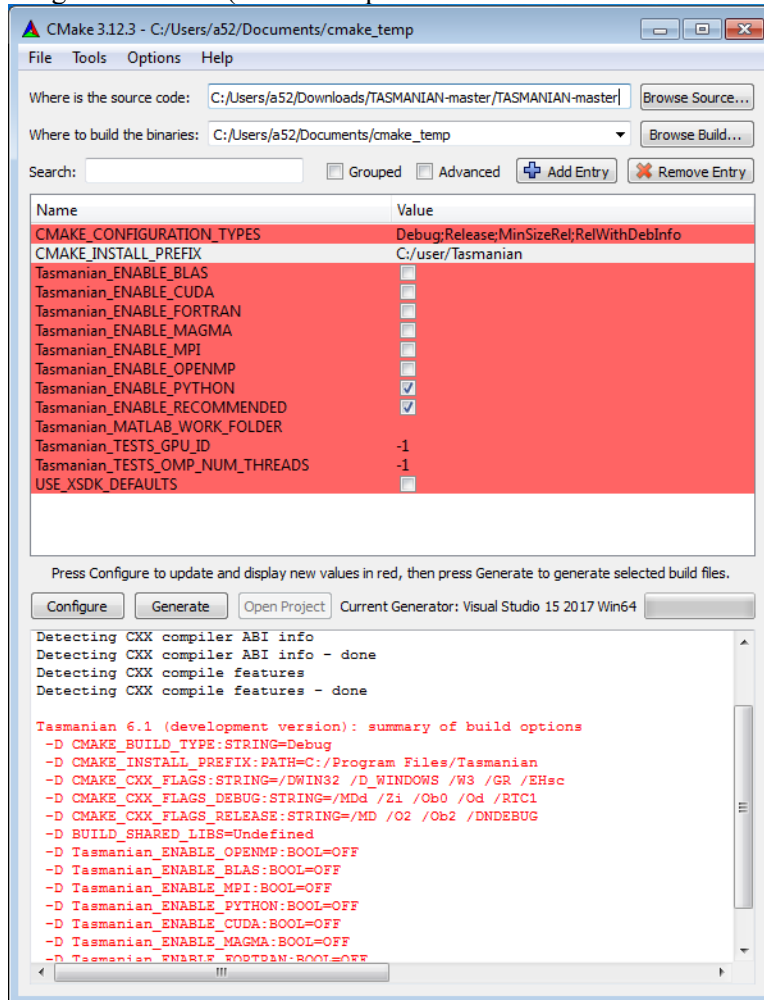 CMake 3.12.3 - C:/Users/a52/Documents/cmake_temp
File Tools Options Help
Where is the source code: C:/Users/a52/Downloads/TASMANIAN-master/TASMANIAN-master Browse Source...
Where to build the binaries: C:/Users/a52/Documents/cmake_temp Browse Build...
Search: Grouped Advanced Add Entry Remove Entry
Name Value
CMAKE_CONFIGURATION_TYPES Debug;Release;MinSizeRel;RelWithDebInfo
CMAKE_INSTALL_PREFIX C:/user/Tasmanian
Tasmanian_ENABLE_BLAS
Tasmanian_ENABLE_CUDA
Tasmanian_ENABLE_FORTRAN
Tasmanian_ENABLE_MAGMA
Tasmanian_ENABLE_MPI
Tasmanian_ENABLE_OPENMP
Tasmanian_ENABLE_PYTHON
Tasmanian_ENABLE_RECOMMENDED
Tasmanian_MATLAB_WORK_FOLDER
Tasmanian_TESTS_GPU_ID -1
Tasmanian_TESTS_OMP_NUM_THREADS -1
USE_XSDK_DEFAULTS
Press Configure to update and display new values in red, then press Generate to generate selected build files.
Configure Generate Open Project Current Generator: Visual Studio 15 2017 Win64
Detecting CXX compiler ABI info
Detecting CXX compiler ABI info - done
Detecting CXX compile features
Detecting CXX compile features - done
Tasmanian 6.1 (development version): summary of build options
-D CMAKE_BUILD_TYPE:STRING=Debug
-D CMAKE_INSTALL_PREFIX:PATH=C:/Program Files/Tasmanian
-D CMAKE_CXX_FLAGS:STRING=/DWIN32 /D_WINDOWS /W3 /GR /EHsc
-D CMAKE_CXX_FLAGS_DEBUG:STRING=/MDd /Zi /Ob0 /Od /RTC1
-D CMAKE_CXX_FLAGS_RELEASE:STRING=/MD /O2 /Ob2 /DNDEBUG
-D BUILD_SHARED_LIBS=Undefined
-D Tasmanian_ENABLE_OPENMP:BOOL=OFF
-D Tasmanian_ENABLE_BLAS:BOOL=OFF
-D Tasmanian_ENABLE_MPI:BOOL=OFF
-D Tasmanian_ENABLE_PYTHON:BOOL=OFF
-D Tasmanian_ENABLE_CUDA:BOOL=OFF
-D Tasmanian_ENABLE_MAGMA:BOOL=OFF
-D Tasmanian_ENABLE_FORTRAN:BOOL=OFF